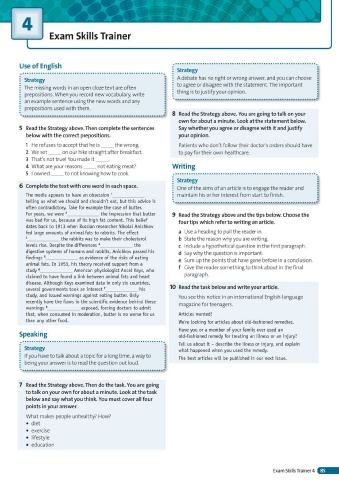 4
Exam Skills Trainer
Use of English
Strategy
The missing words in an open cloze text are often
prepositions. When you record new vocabulary, write
an example sentence using the new words and any
prepositions used with them.
5 Read the Strategy above. Then complete the sentences
below with the correct prepositions.
1 He refuses to accept that he is ____ the wrong.
2 We set ____ on our hike straight after breakfast.
3 That's not true! You made it ____.
4 What are your reasons ____ not eating meat?
5 I owned ____ to not knowing how to cook.
6 Complete the text with one word in each space.
The media appears to have an obsession 1 ____
telling us what we should and shouldn't eat, but this advice is
often contradictory. Take for example the case of butter.
For years, we were 2 ____ the impression that butter
was bad for us, because of its high fat content. This belief
dates back to 1913 when Russian researcher Nikolai Anichkov
fed large amounts of animal fats to rabbits. The effect
3 ____ the rabbits was to make their cholesterol
levels rise. Despite the differences 4 ____ the
digestive systems of humans and rabbits, Anichkov passed his
findings 5 ____ as evidence of the risks of eating
animal fats. In 1953, his theory received support from a
study 6 ____ American physiologist Ancel Keys, who
claimed to have found a link between animal fats and heart
disease. Although Keys examined data in only six countries,
several governments took an interest 7 ____ his
study, and issued warnings against eating butter. Only
recently have the flaws in the scientific evidence behind these
warnings 8 ____ exposed, forcing doctors to admit
that, when consumed in moderation, butter is no worse for us
than any other food.
Speaking
Strategy
If you have to talk about a topic for a long time, a way to
bring your answer is to read the question out loud.
7 Read the Strategy above. Then do the task. You are going
to talk on your own for about a minute. Look at the task
below and say what you think. You must cover all four
points in your answer.
What makes people unhealthy? How?
• diet
• exercise
• lifestyle
• education
Strategy
A debate has no right or wrong answer, and you can choose
to agree or disagree with the statement. The important
thing is to justify your opinion.
8 Read the Strategy above. You are going to talk on your
own for about a minute. Look at the statement below.
Say whether you agree or disagree with it and justify
your opinion.
Patients who don't follow their doctor's orders should have
to pay for their own healthcare.
Writing
Strategy
One of the aims of an article is to engage the reader and
maintain his or her interest from start to finish.
9 Read the Strategy above and the tips below. Choose the
four tips which refer to writing an article.
a Use a heading to pull the reader in.
b State the reason why you are writing.
c Include a hypothetical question in the first paragraph.
d Say why the question is important.
e Sum up the points that have gone before in a conclusion.
f Give the reader something to think about in the final
paragraph.
10 Read the task below and write your article.
You see this notice in an international English-language
magazine for teenagers.
Articles wanted!
We're looking for articles about old-fashioned remedies.
Have you or a member of your family ever used an
old-fashioned remedy for treating an illness or an injury?
Tell us about it – describe the illness or injury, and explain
what happened when you used the remedy.
The best articles will be published in our next issue.
Exam Skills Trainer 4 85